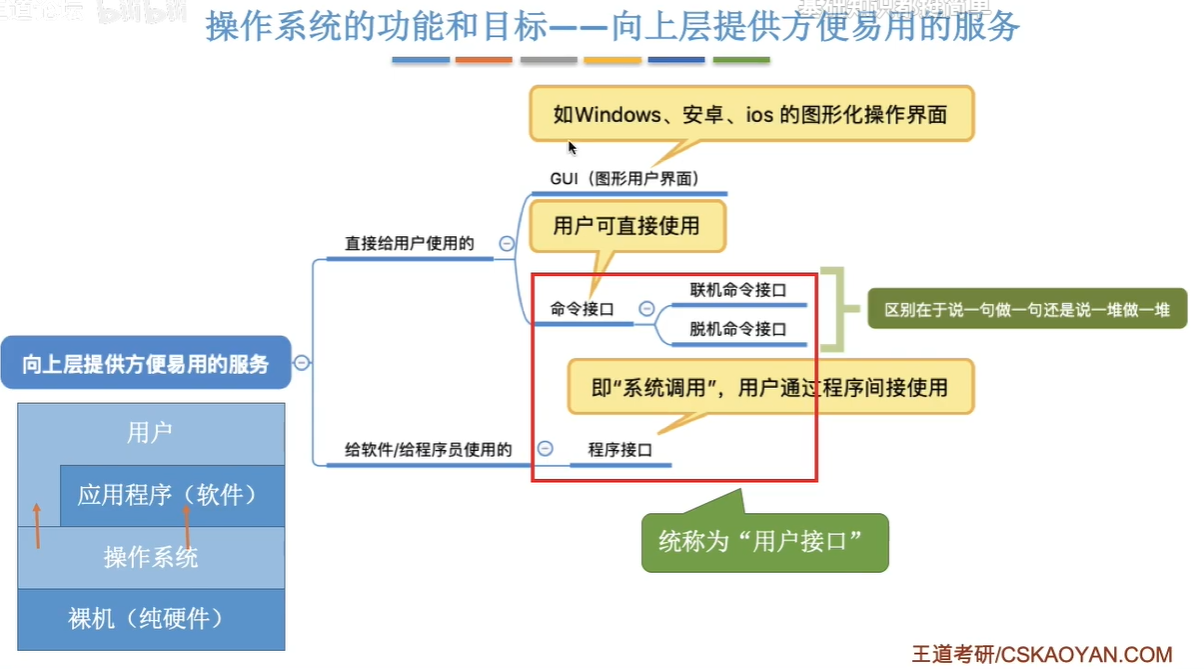 操作系统的功能和目标——向上层提供方便易用的服务
如Windows、安卓、ios 的图形化操作界面
GUI（图形用户界面）
用户可直接使用
直接给用户使用的
命令接口
联机命令接口
脱机命令接口
区别在于说一句做一句还是说一堆做一堆
向上层提供方便易用的服务
即“系统调用”，用户通过程序间接使用
给软件/给程序员使用的
程序接口
统称为“用户接口”
用户
应用程序（软件）
操作系统
裸机（纯硬件）
王道考研/CSKAOYAN.COM
bilibili